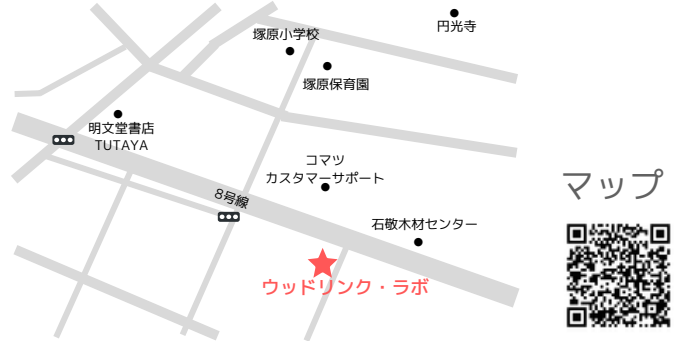 円光寺
塚原小学校
塚原保育園
明文堂書店
TUTAYA
コマツ
カスタマーサポート
8号線
石敬木材センター
ウッドリンク・ラボ
マップ